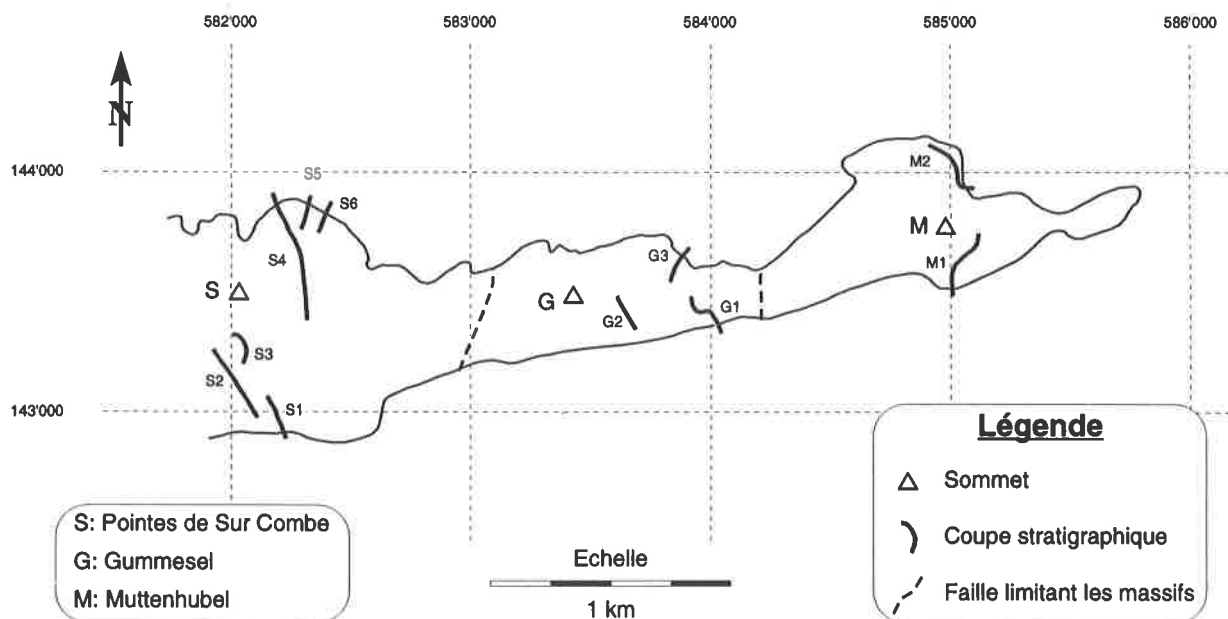 582'000 583'000 584'000 585'000 586'000
N
144'000
M2
S5
S6
M
G3
S4
M1
S
G
G2
G1
S3
S2
143'000
S1
S: Pointes de Sur Combe
G: Gummesel
M: Muttenhubel
Echelle
1 km
Légende
Sommet
Coupe stratigraphique
Faille limitant les massifs